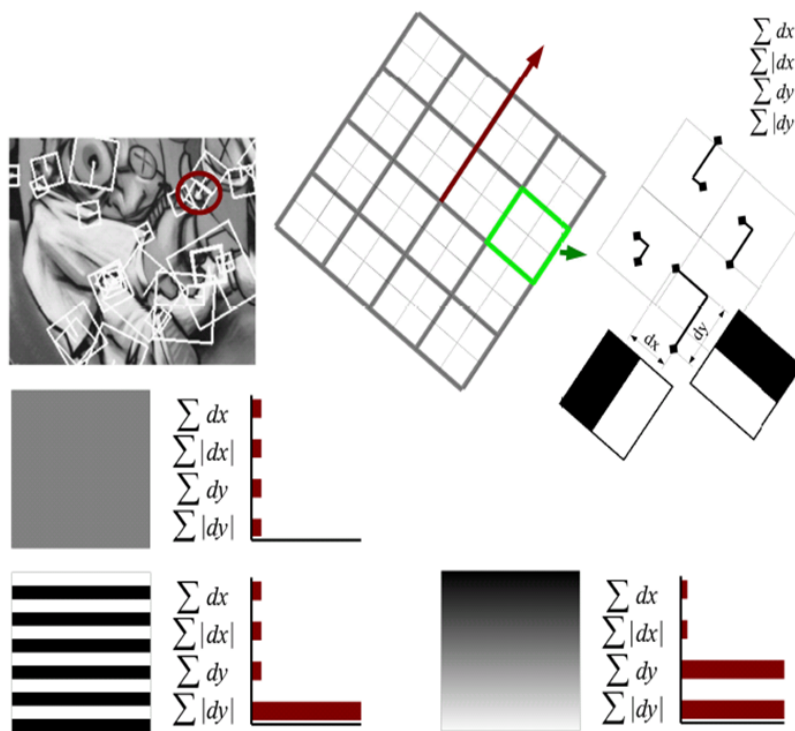 ∑ dx
∑ |dx
∑ dy
∑ |dy
dx
dy
∑ dx
∑ |dx|
∑ dy
∑ |dy|
∑ dx
∑ |dx|
∑ dy
∑ |dy|
∑ dx
∑ |dx|
∑ dy
∑ |dy|